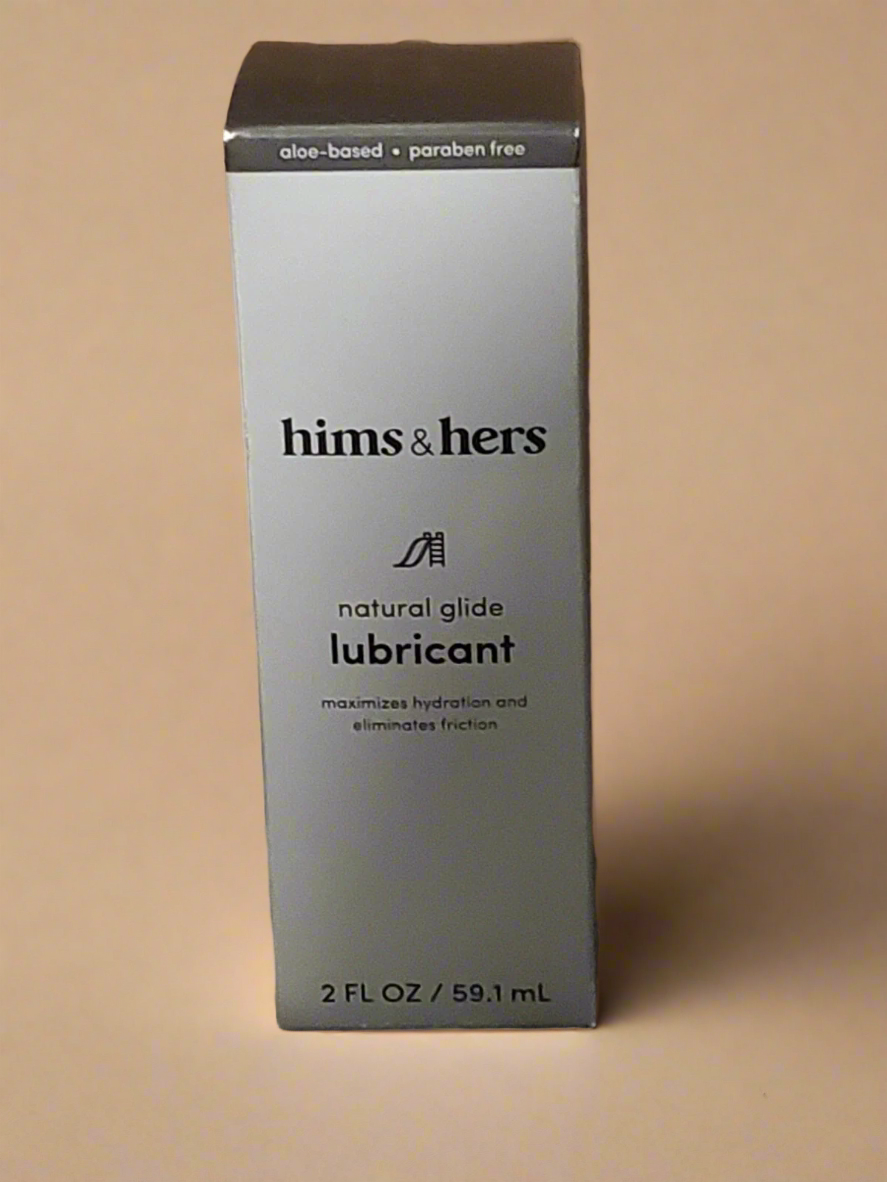 aloe-based • paraben free
hims & hers
natural glide
lubricant
maximizes hydration and
eliminates friction
2 FL OZ / 59.1 mL